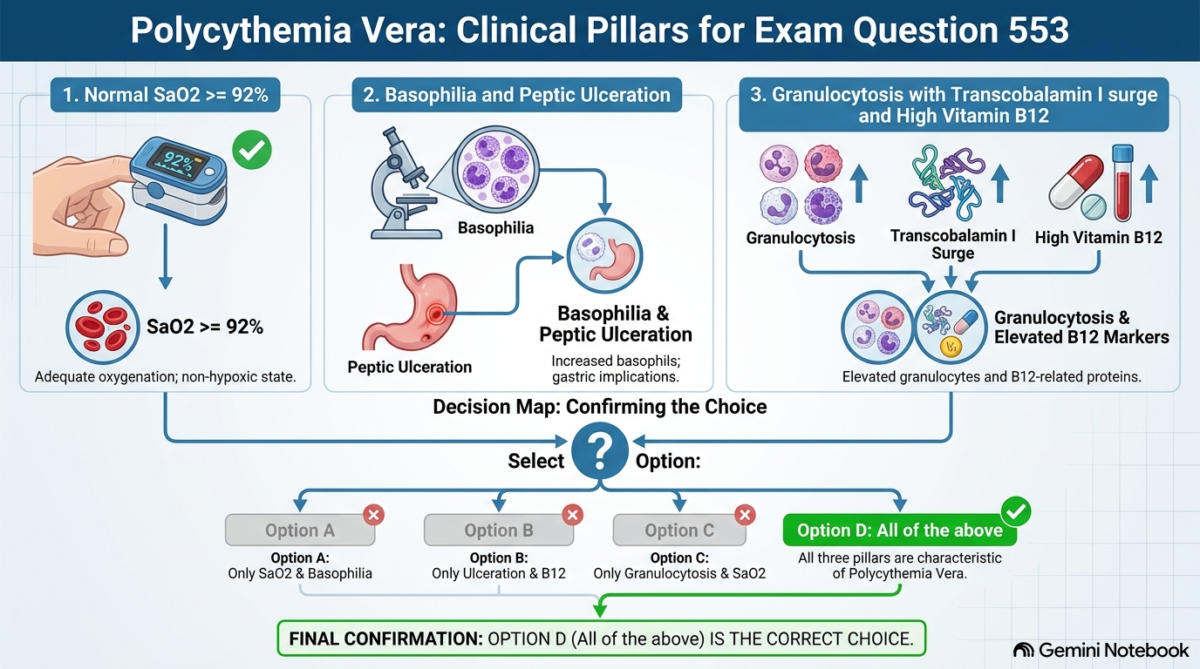 Polycythemia Vera: Clinical Pillars for Exam Question 553
1. Normal SaO2 >= 92%
92%
SaO2 >= 92%
Adequate oxygenation; non-hypoxic state.
2. Basophilia and Peptic Ulceration
Basophilia
Peptic Ulceration
Basophilia &
Peptic Ulceration
Increased basophils;
gastric implications.
3. Granulocytosis with Transcobalamin I surge
and High Vitamin B12
Granulocytosis
Transcobalamin I
Surge
High Vitamin B12
Granulocytosis &
Elevated B12 Markers
Elevated granulocytes and B12-related proteins.
Decision Map: Confirming the Choice
Select ? Option:
Option A
Option A:
Only SaO2 & Basophilia
Option B
Option B:
Only Ulceration & B12
Option C
Option C:
Only Granulocytosis & SaO2
Option D: All of the above
All three pillars are characteristic
of Polycythemia Vera.
FINAL CONFIRMATION: OPTION D (All of the above) IS THE CORRECT CHOICE.
Gemini Notebook